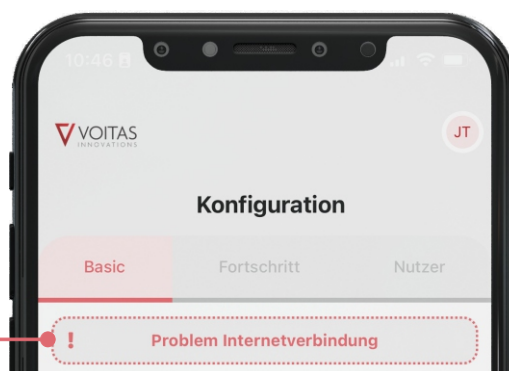 10:46
VOITAS
INNOVATIONS
JT
Konfiguration
Basic
Fortschritt
Nutzer
! Problem Internetverbindung